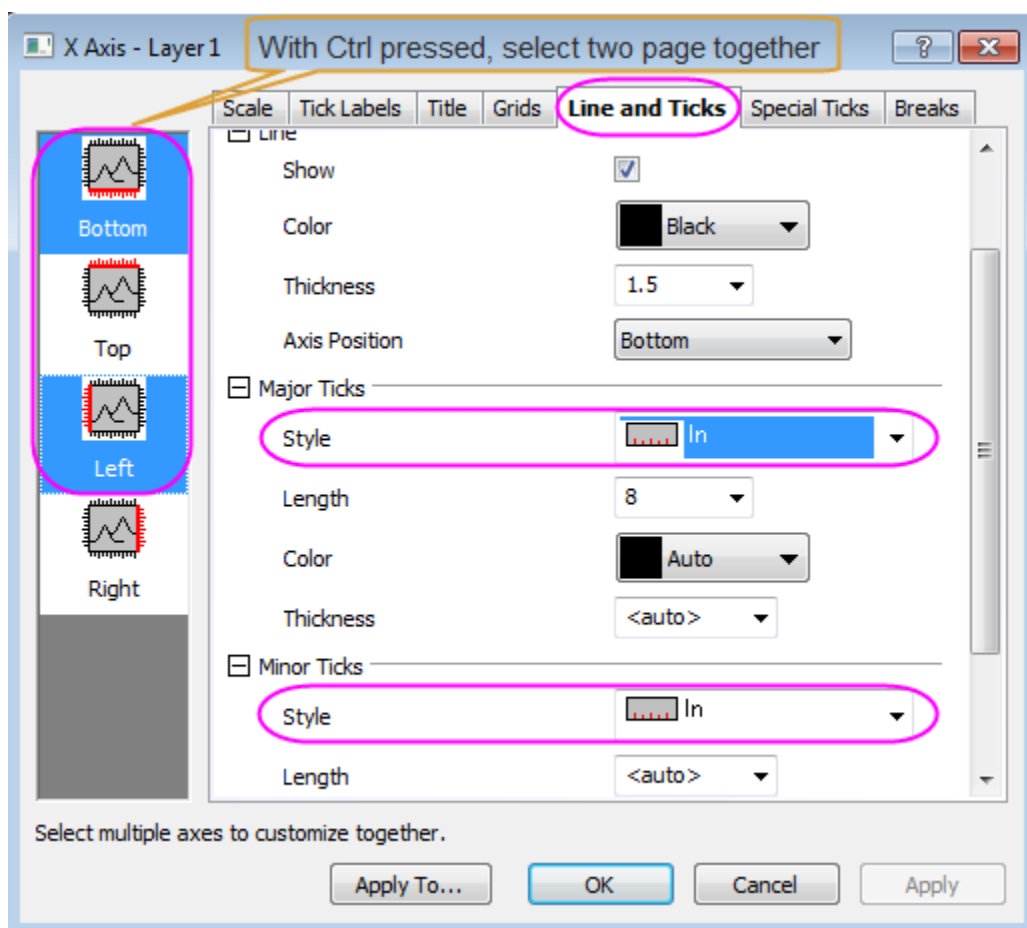 X Axis - Layer 1
With Ctrl pressed, select two page together
Scale Tick Labels Title Grids Line and Ticks Special Ticks Breaks
Bottom
Top
Left
Right
Line
Show
Color Black
Thickness 1.5
Axis Position Bottom
Major Ticks
Style In
Length 8
Color Auto
Thickness <auto>
Minor Ticks
Style In
Length <auto>
Select multiple axes to customize together.
Apply To... OK Cancel Apply